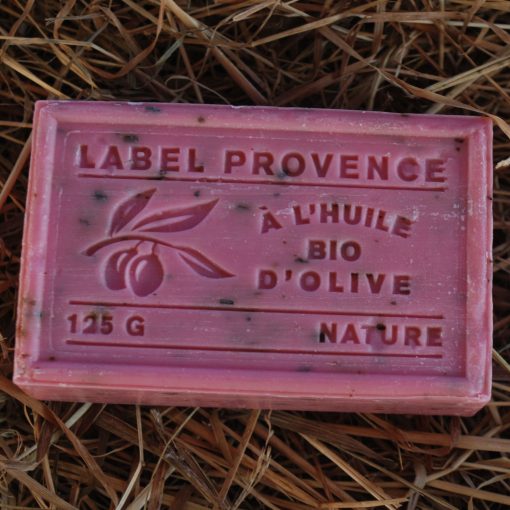 LABEL PROVENCE
À L'HUILE
BIO
D'OLIVE
125 G NATURE